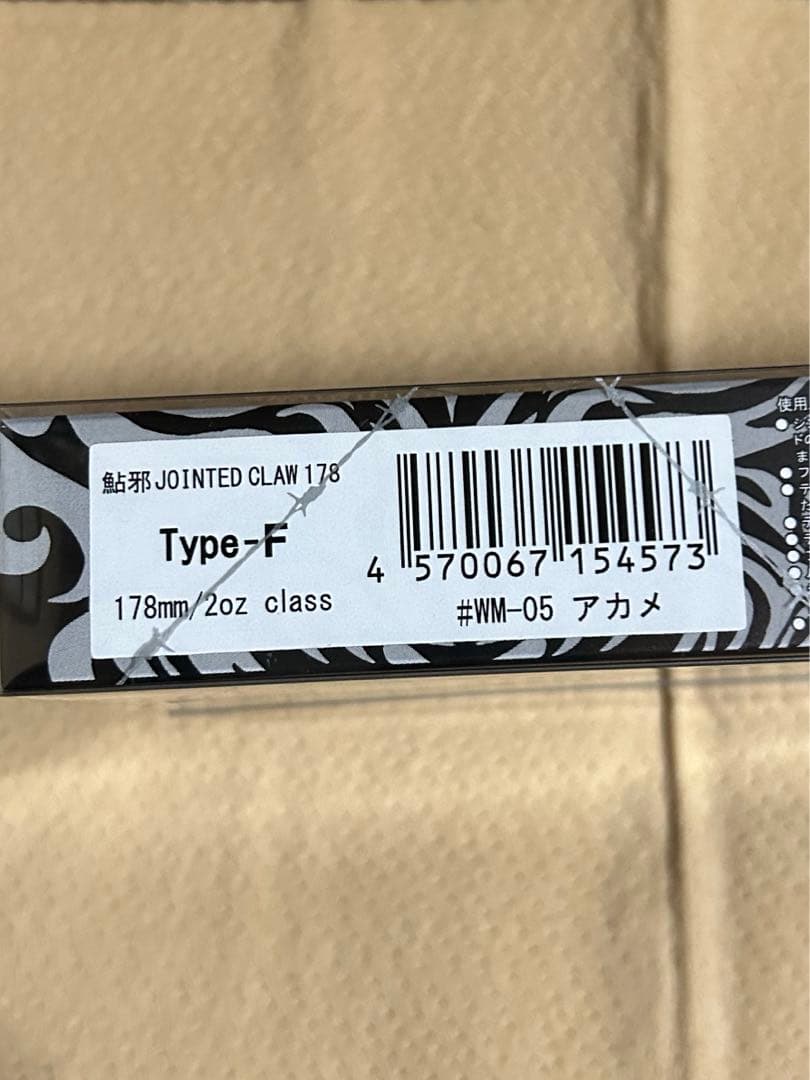 鮎邪 JOINTED CLAW 178
Type-F
178mm/2oz class
4 570067 154573
#WM-05 アカメ
使用